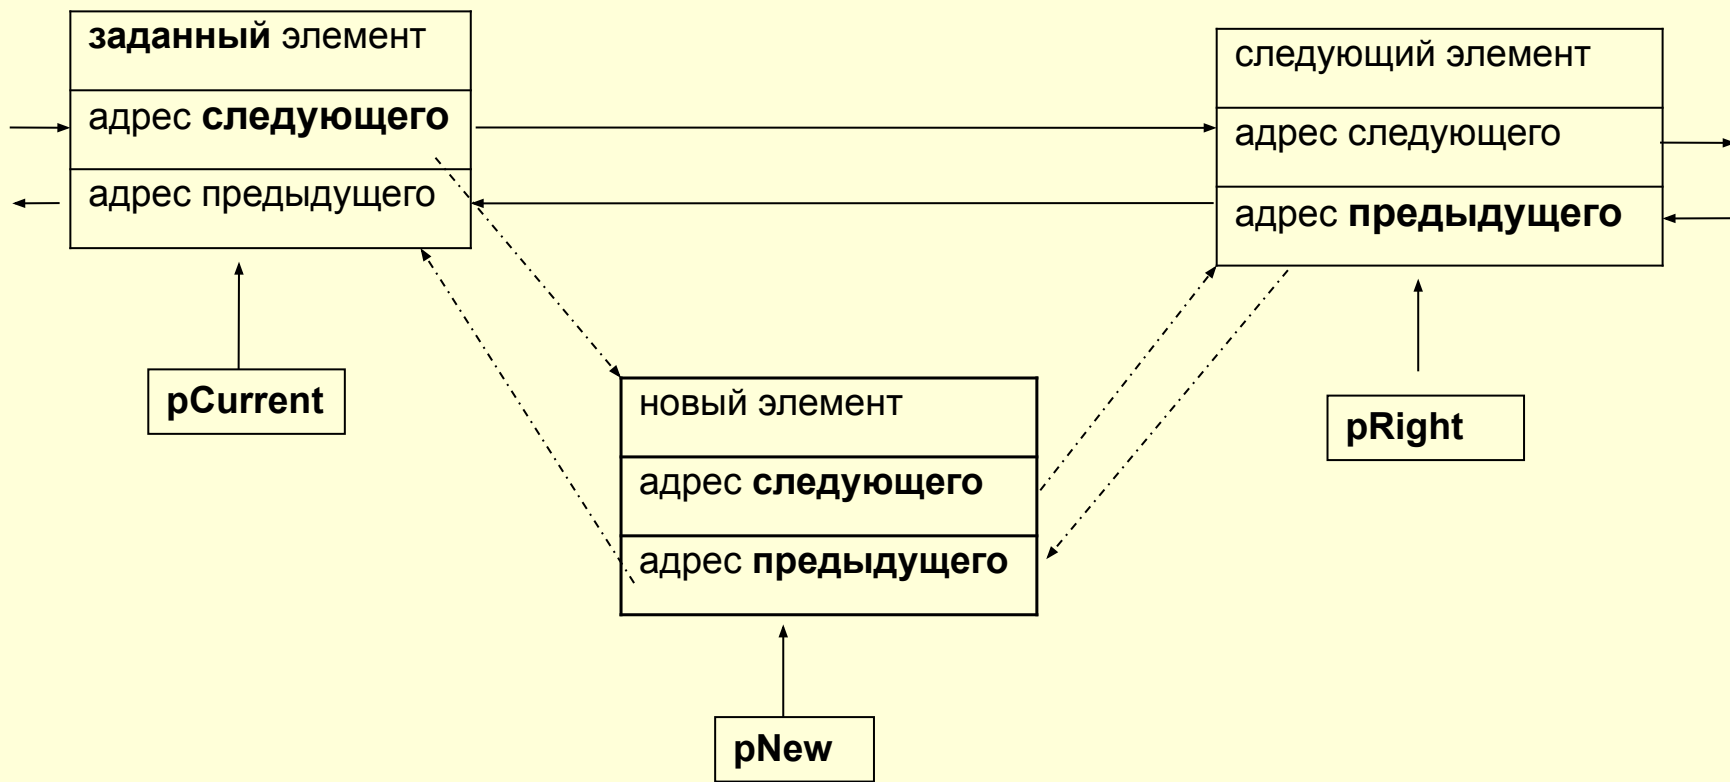 заданный элемент
адрес следующего
адрес предыдущего
следующий элемент
адрес следующего
адрес предыдущего
pCurrent
новый элемент
адрес следующего
адрес предыдущего
pRight
pNew